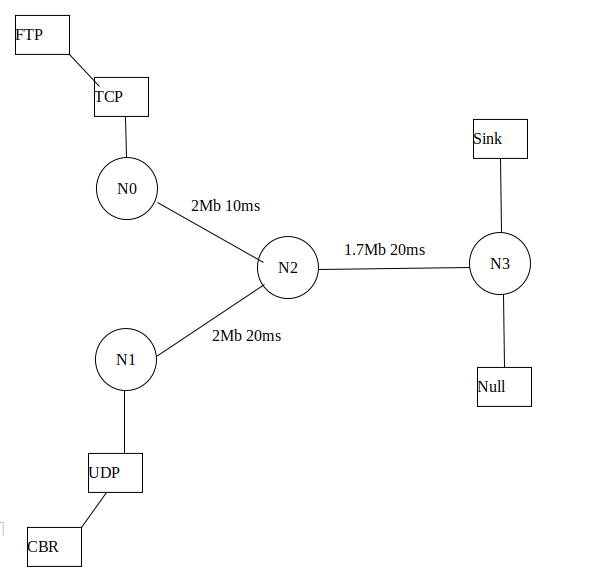 FTP
TCP
Sink
N0
2Mb 10ms
1.7Mb 20ms
N2
N3
2Mb 20ms
N1
Null
UDP
CBR